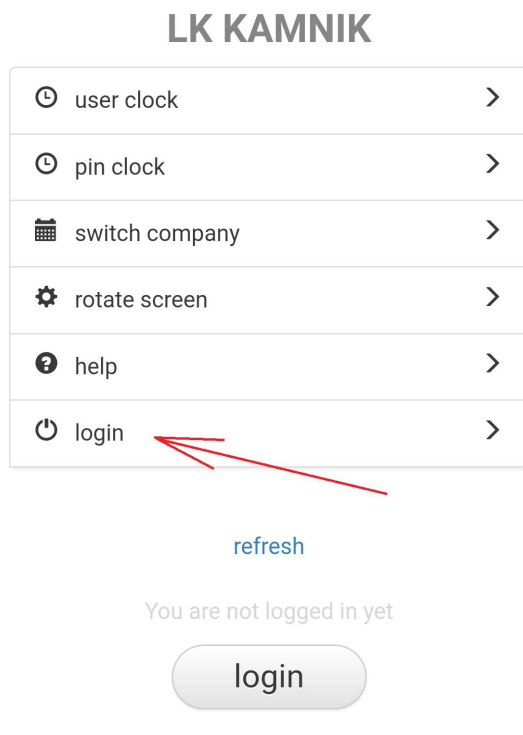 LK KAMNIK
user clock
pin clock
switch company
rotate screen
help
login
refresh
You are not logged in yet
login